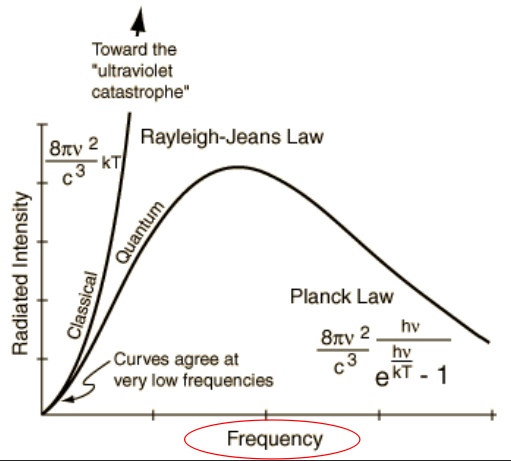 Toward the
"ultraviolet
catastrophe"
Rayleigh-Jeans Law
8πν²/c³ kT
Radiated Intensity
Classical
Quantum
Planck Law
8πν²/c³ hν/(e^(hν/kT) - 1)
Curves agree at
very low frequencies
Frequency